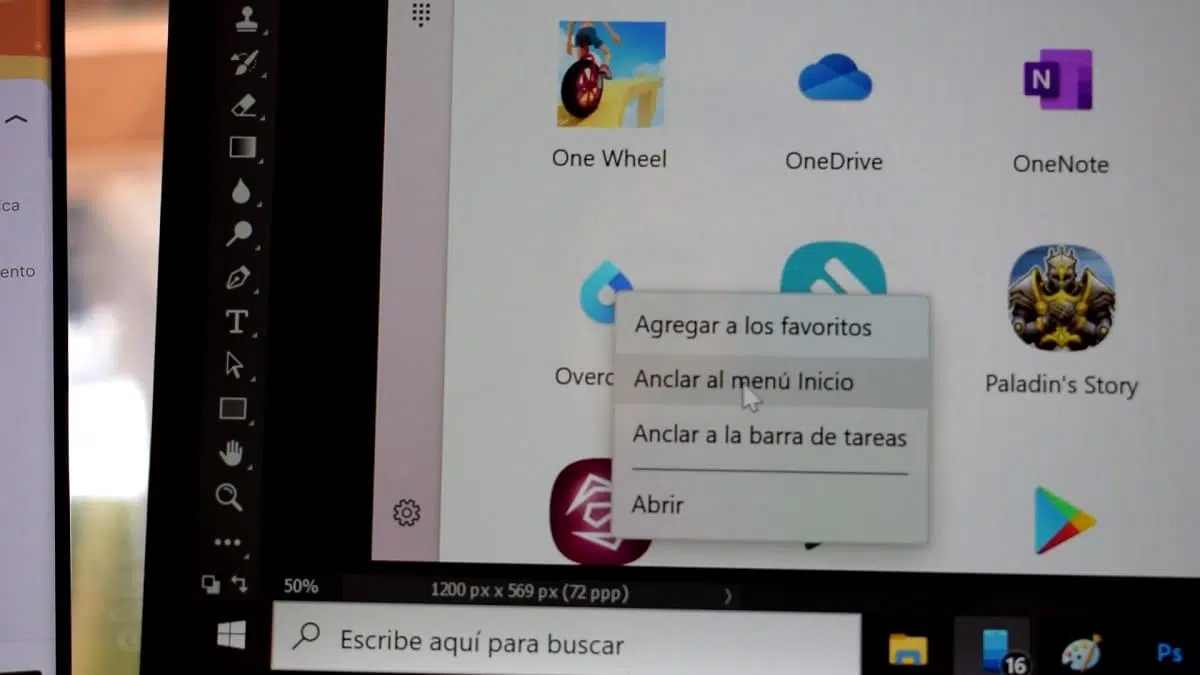 ica
ento
T
One Wheel
OneDrive
N
OneNote
Overc
Paladin's Story
Agregar a los favoritos
Anclar al menú Inicio
Anclar a la barra de tareas
Abrir
50%
1200 px x 569 px (72 ppp)
Escribe aquí para buscar
16
Ps